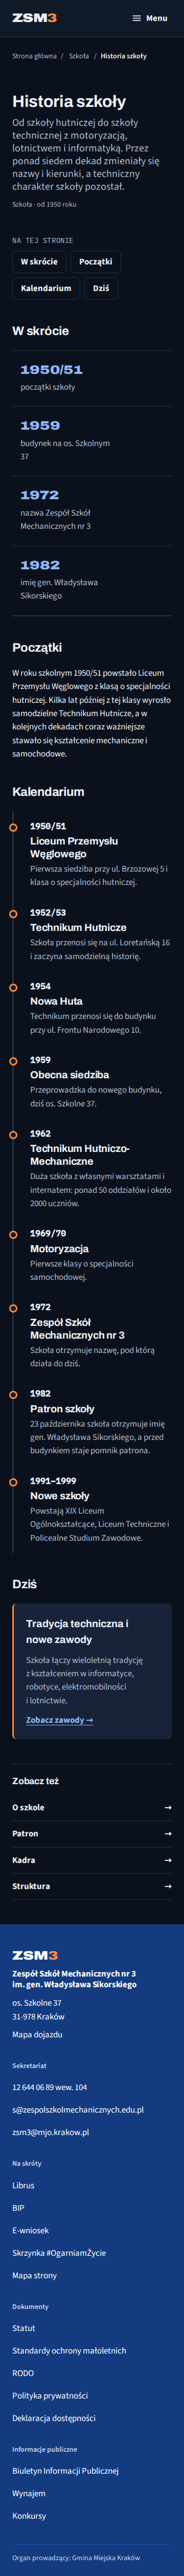 ZSM3
Menu
Strona główna / Szkoła / Historia szkoły
Historia szkoły
Od szkoły hutniczej do szkoły
technicznej z motoryzacją,
lotnictwem i informatyką. Przez
ponad siedem dekad zmieniały się
nazwy i kierunki, a techniczny
charakter szkoły pozostał.
Szkoła · od 1950 roku
NA TEJ STRONIE
W skrócie
Początki
Kalendarium
Dziś
W skrócie
1950/51
początki szkoły
1959
budynek na os. Szkolnym
37
1972
nazwa Zespół Szkół
Mechanicznych nr 3
1982
imię gen. Władysława
Sikorskiego
Początki
W roku szkolnym 1950/51 powstało Liceum
Przemysłu Węglowego z klasą o specjalności
hutniczej. Kilka lat później z tej klasy wyrosło
samodzielne Technikum Hutnicze, a w
kolejnych dekadach coraz ważniejsze
stawało się kształcenie mechaniczne i
samochodowe.
Kalendarium
1950/51
Liceum Przemysłu
Węglowego
Pierwsza siedziba przy ul. Brzozowej 5 i
klasa o specjalności hutniczej.
1952/53
Technikum Hutnicze
Szkoła przenosi się na ul. Loretańską 16
i zaczyna samodzielną historię.
1954
Nowa Huta
Technikum przenosi się do budynku
przy ul. Frontu Narodowego 10.
1959
Obecna siedziba
Przeprowadzka do nowego budynku,
dziś os. Szkolne 37.
1962
Technikum Hutniczo-
Mechaniczne
Duża szkoła z własnymi warsztatami i
internatem: ponad 50 oddziałów i około
2000 uczniów.
1969/70
Motoryzacja
Pierwsze klasy o specjalności
samochodowej.
1972
Zespół Szkół
Mechanicznych nr 3
Szkoła otrzymuje nazwę, pod którą
działa do dziś.
1982
Patron szkoły
23 października szkoła otrzymuje imię
gen. Władysława Sikorskiego, a przed
budynkiem staje pomnik patrona.
1991–1999
Nowe szkoły
Powstają XIX Liceum
Ogólnokształcące, Liceum Techniczne i
Policealne Studium Zawodowe.
Dziś
Tradycja techniczna i
nowe zawody
Szkoła łączy wieloletnią tradycję
z kształceniem w informatyce,
robotyce, elektromobilności
i lotnictwie.
Zobacz zawody →
Zobacz też
O szkole →
Patron →
Kadra →
Struktura →
ZSM3
Zespół Szkół Mechanicznych nr 3
im. gen. Władysława Sikorskiego
os. Szkolne 37
31-978 Kraków
Mapa dojazdu
Sekretariat
12 644 06 89 wew. 104
s@zespolszkolmechanicznych.edu.pl
zsm3@mjo.krakow.pl
Na skróty
Librus
BIP
E-wniosek
Skrzynka #OgarniamŻycie
Mapa strony
Dokumenty
Statut
Standardy ochrony małoletnich
RODO
Polityka prywatności
Deklaracja dostępności
Informacje publiczne
Biuletyn Informacji Publicznej
Wynajem
Konkursy
Organ prowadzący: Gmina Miejska Kraków